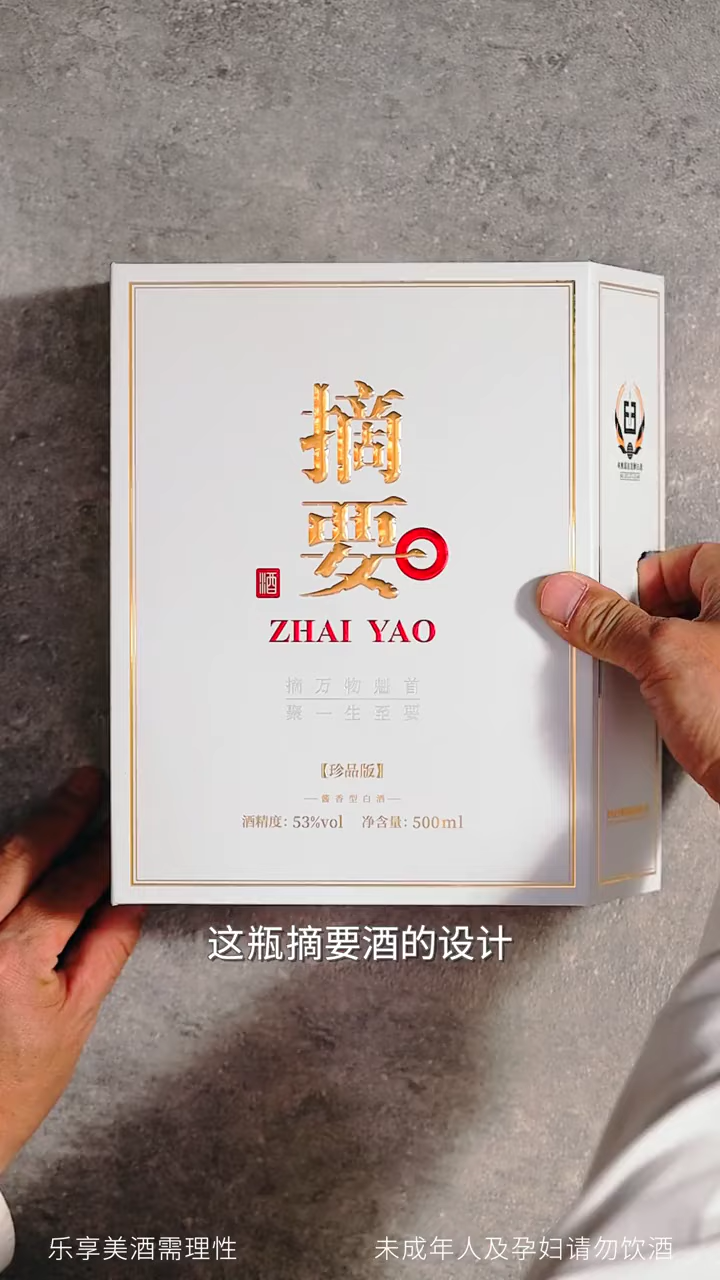 摘
要
酒
ZHAI YAO
摘万物魁首
聚一生至要
【珍品版】
酱香型白酒
酒精度：53%vol 净含量：500ml
这瓶摘要酒的设计
乐享美酒需理性
未成年人及孕妇请勿饮酒